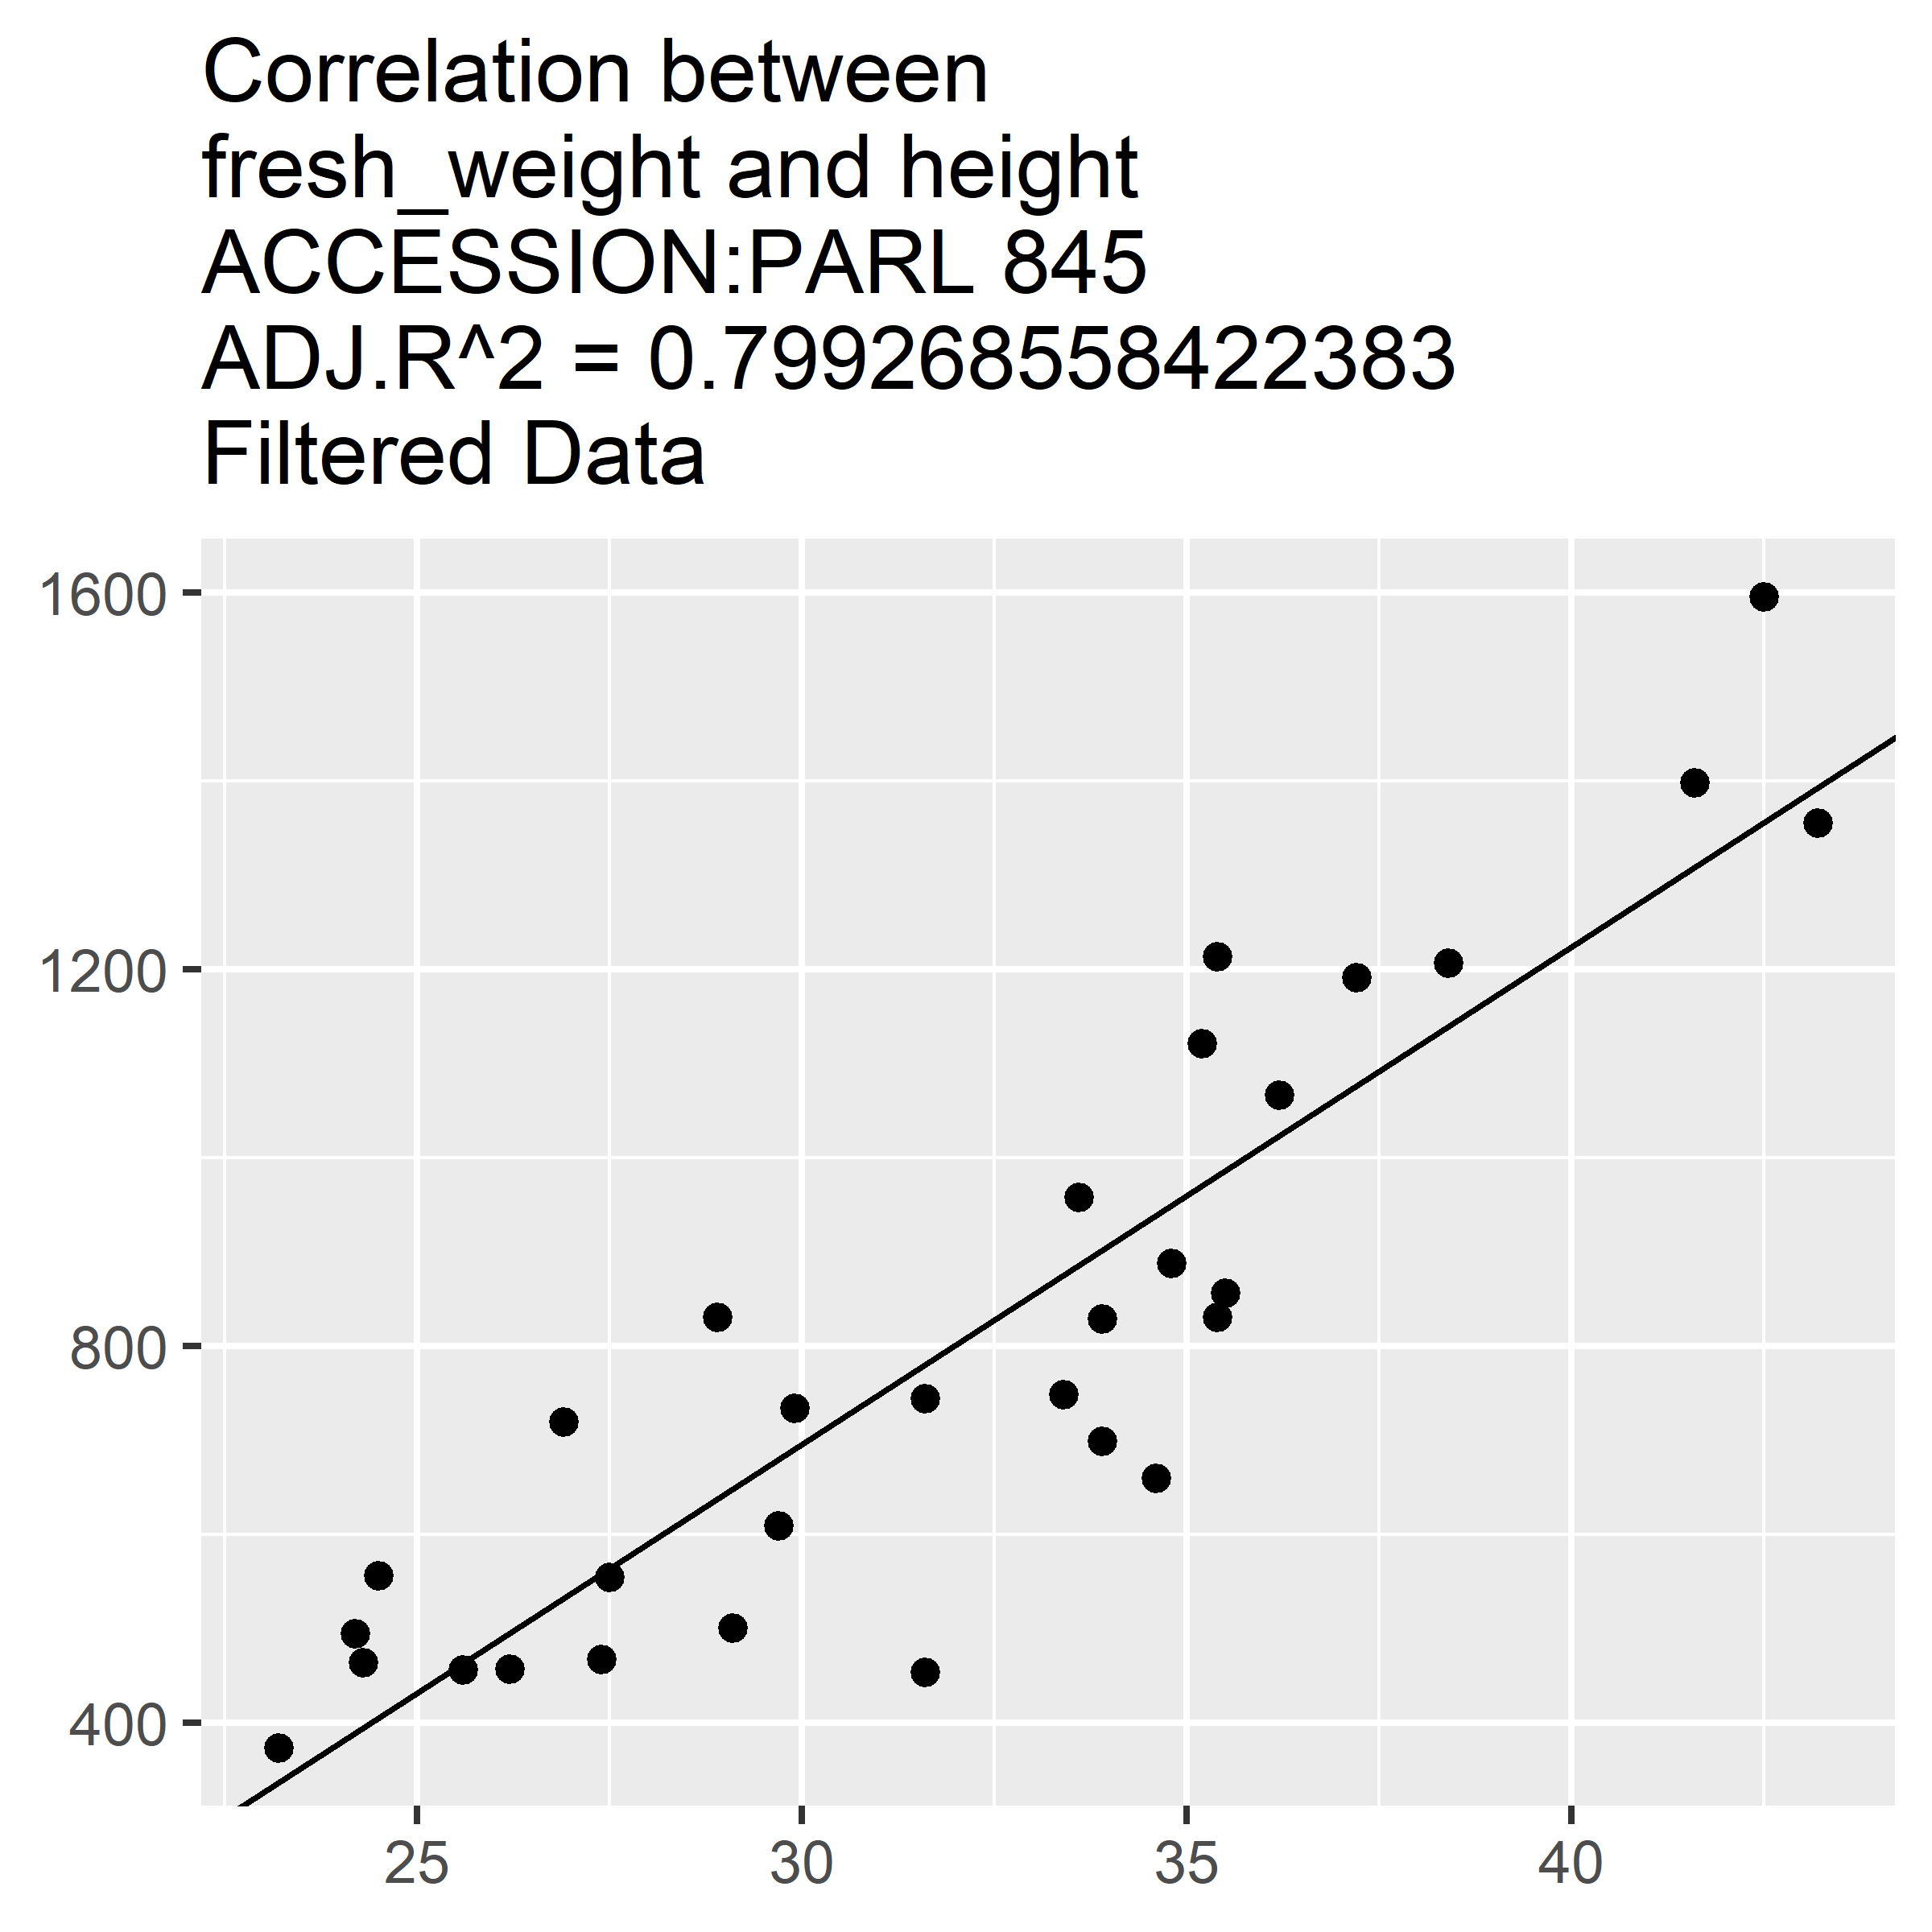 Correlation between
fresh_weight and height
ACCESSION:PARL 845
ADJ.R^2 = 0.799268558422383
Filtered Data
1600
1200
800
400
25 30 35 40